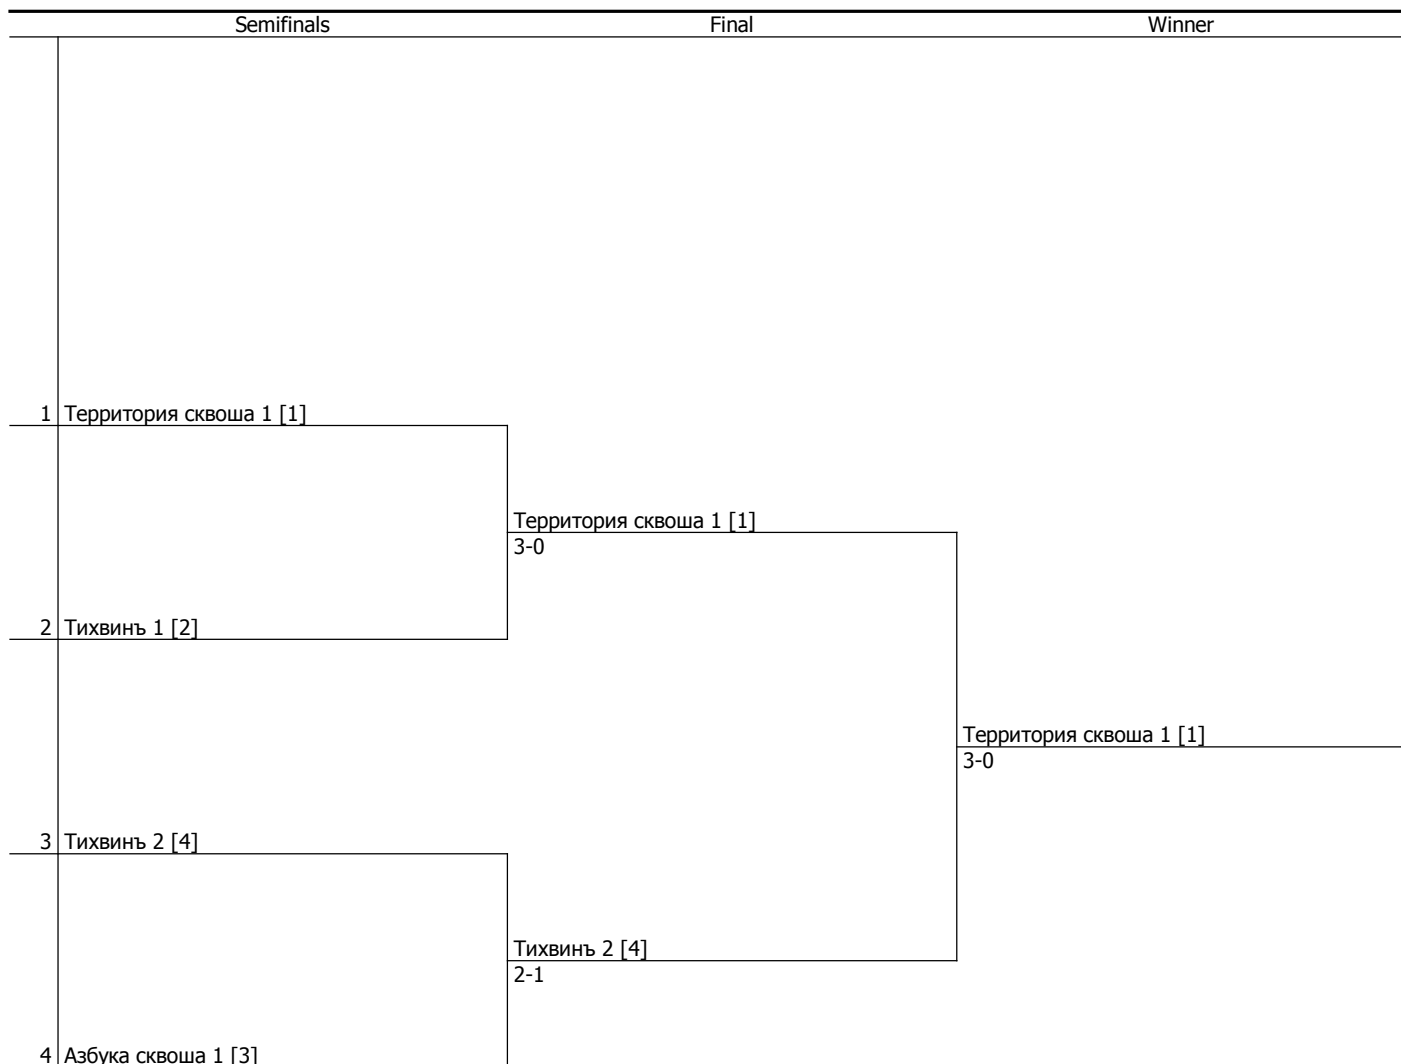 Semifinals Final Winner
1 Территория сквоша 1 [1]
Территория сквоша 1 [1]
3-0
2 Тихвинъ 1 [2]
Территория сквоша 1 [1]
3-0
3 Тихвинъ 2 [4]
Тихвинъ 2 [4]
2-1
4 Азбука сквоша 1 [3]